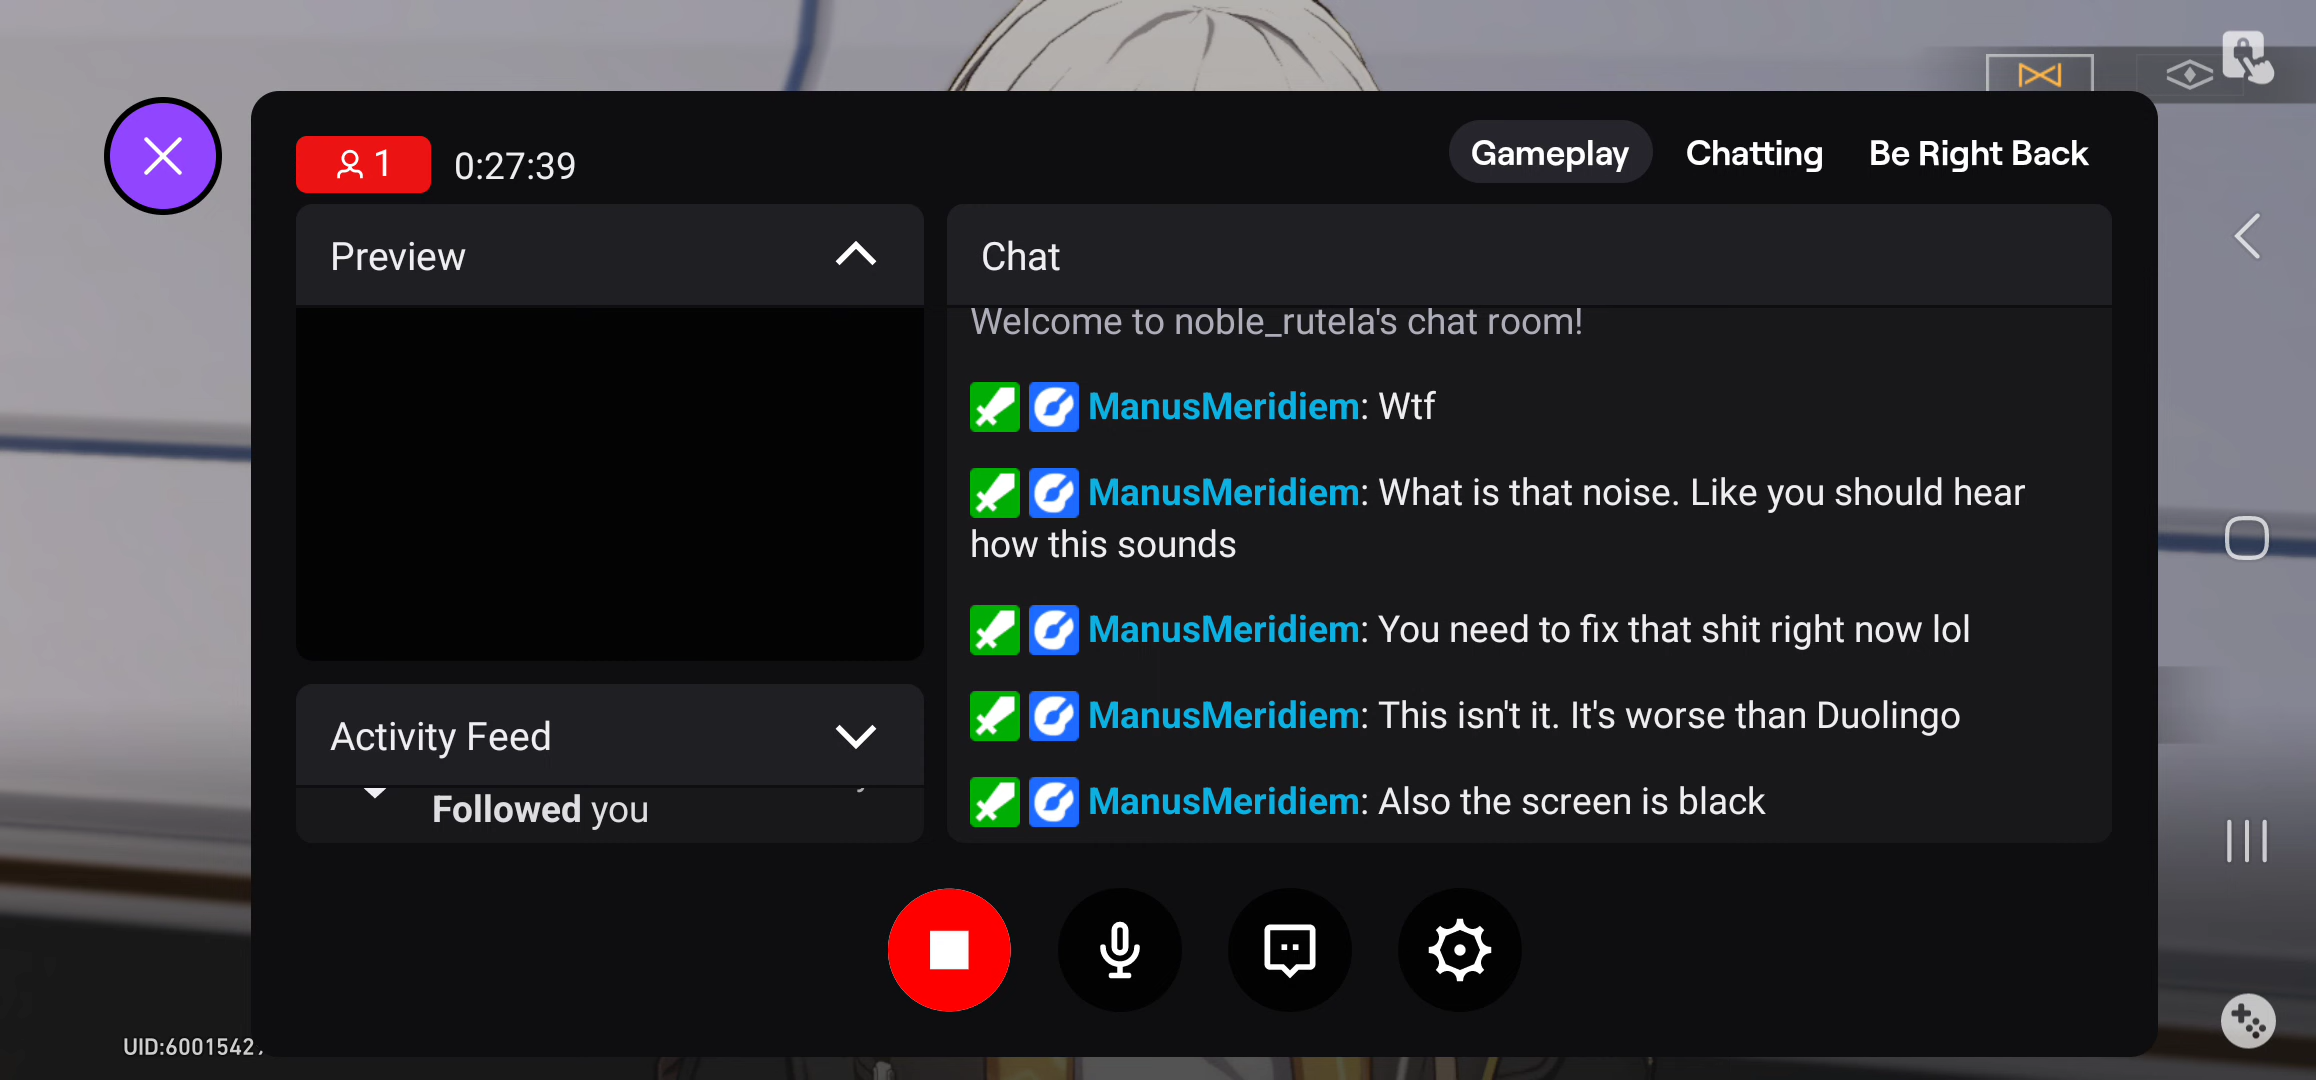 1 0:27:39
Gameplay Chatting Be Right Back
Preview
Chat
Welcome to noble_rutela's chat room!
ManusMeridiem: Wtf
ManusMeridiem: What is that noise. Like you should hear
how this sounds
ManusMeridiem: You need to fix that shit right now lol
ManusMeridiem: This isn't it. It's worse than Duolingo
ManusMeridiem: Also the screen is black
Activity Feed
Followed you
UID:6001542